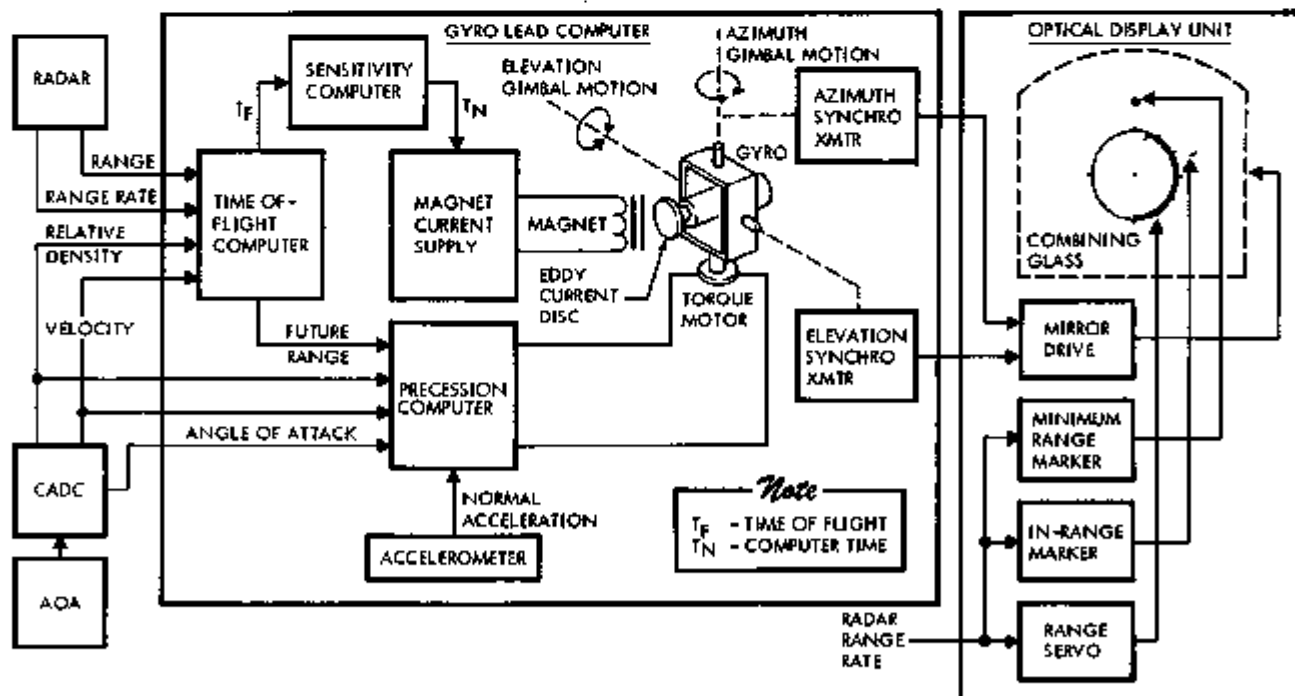 GYRO LEAD COMPUTER
OPTICAL DISPLAY UNIT
RADAR
SENSITIVITY
COMPUTER
ELEVATION
GIMBAL MOTION
AZIMUTH
GIMBAL MOTION
AZIMUTH
SYNCHRO
XMTR
TF
TN
GYRO
RANGE
RANGE RATE
RELATIVE
DENSITY
VELOCITY
TIME OF-
FLIGHT
COMPUTER
MAGNET
CURRENT
SUPPLY
MAGNET
EDDY
CURRENT
DISC
TORQUE
MOTOR
COMBINING
GLASS
FUTURE
RANGE
PRECESSION
COMPUTER
ELEVATION
SYNCHRO
XMTR
MIRROR
DRIVE
ANGLE OF ATTACK
CADC
NORMAL
ACCELERATION
ACCELEROMETER
AOA
Note
TF - TIME OF FLIGHT
TN - COMPUTER TIME
MINIMUM
RANGE
MARKER
IN-RANGE
MARKER
RADAR
RANGE
RATE
RANGE
SERVO